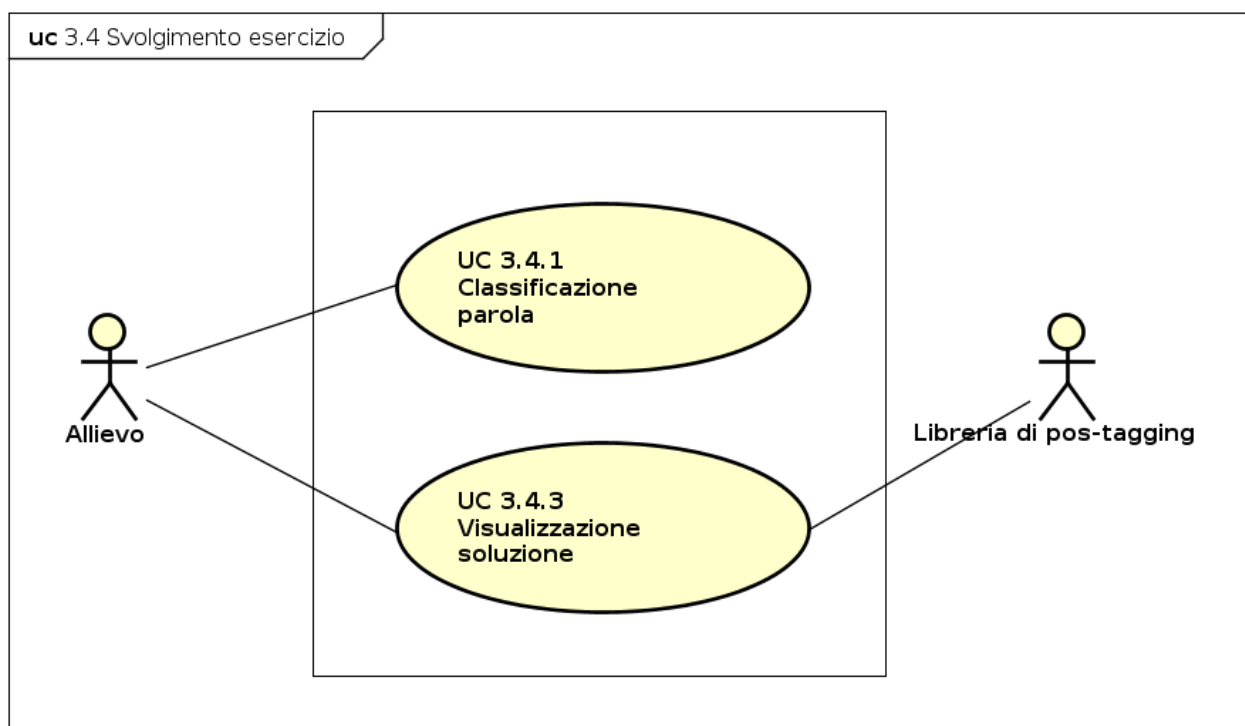 uc 3.4 Svolgimento esercizio
UC 3.4.1
Classificazione
parola
Allievo
Libreria di pos-tagging
UC 3.4.3
Visualizzazione
soluzione